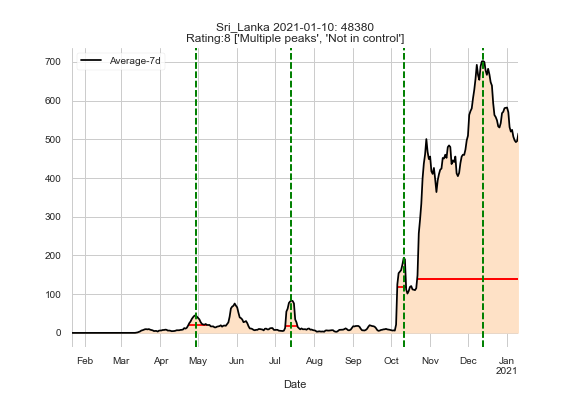 Sri_Lanka 2021-01-10: 48380
Rating:8 ['Multiple peaks', 'Not in control']
Average-7d
700
600
500
400
300
200
100
0
Feb Mar Apr May Jun Jul Aug Sep Oct Nov Dec Jan
2021
Date